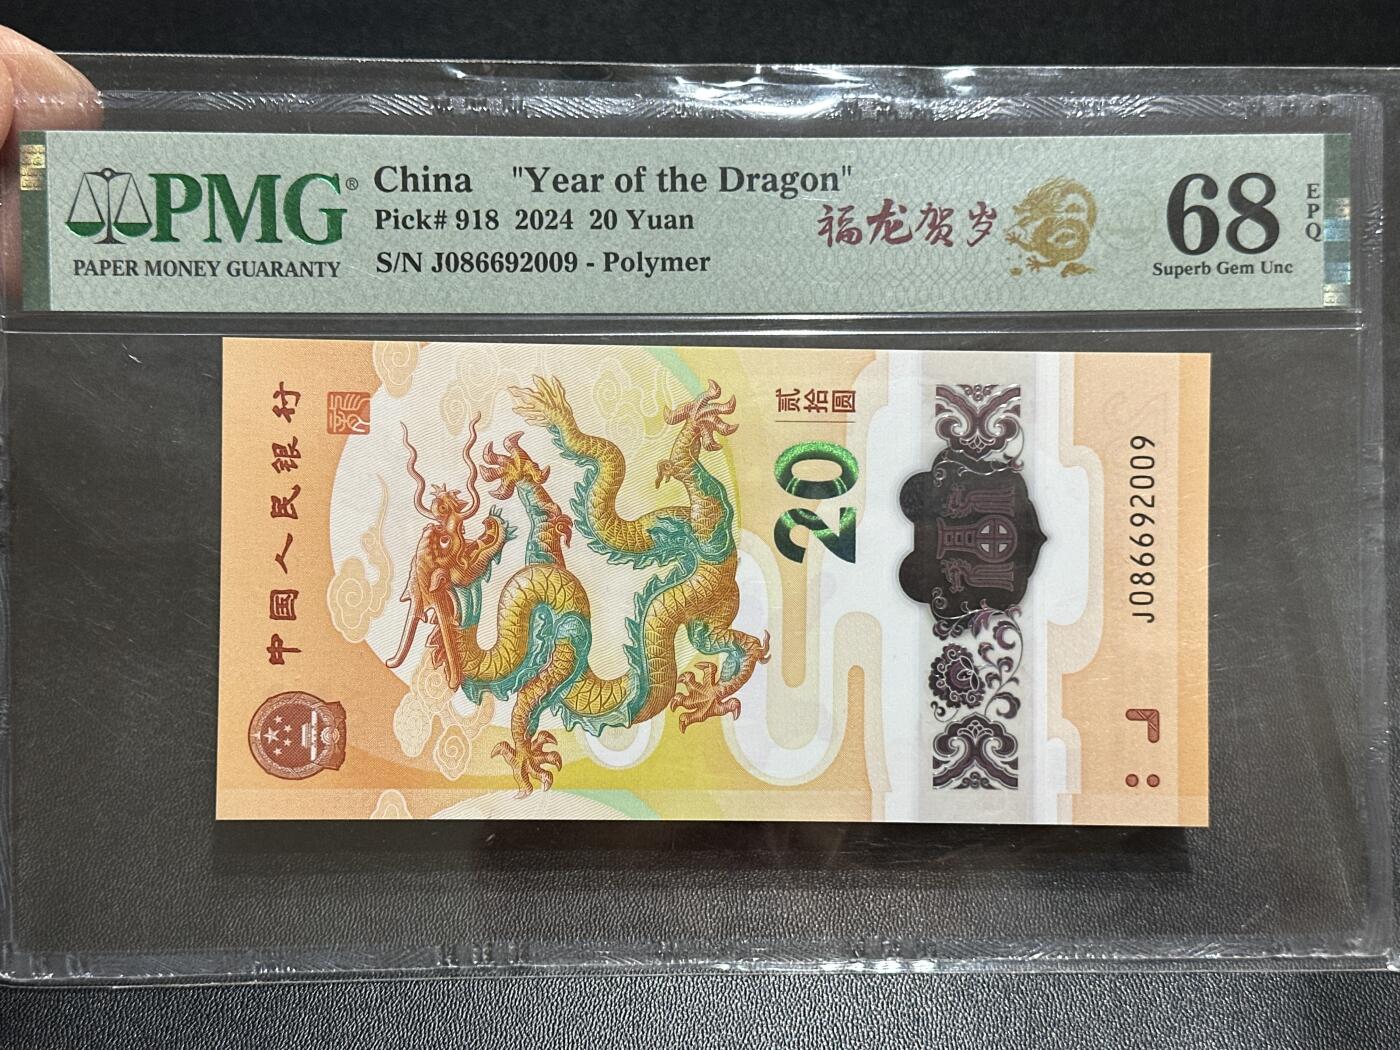 PMG®
PAPER MONEY GUARANTY
China "Year of the Dragon"
Pick# 918 2024 20 Yuan
S/N J086692009 - Polymer
福龙贺岁
68
EPQ
Superb Gem Unc
中国人民银行
贰拾圆
20
J086692009